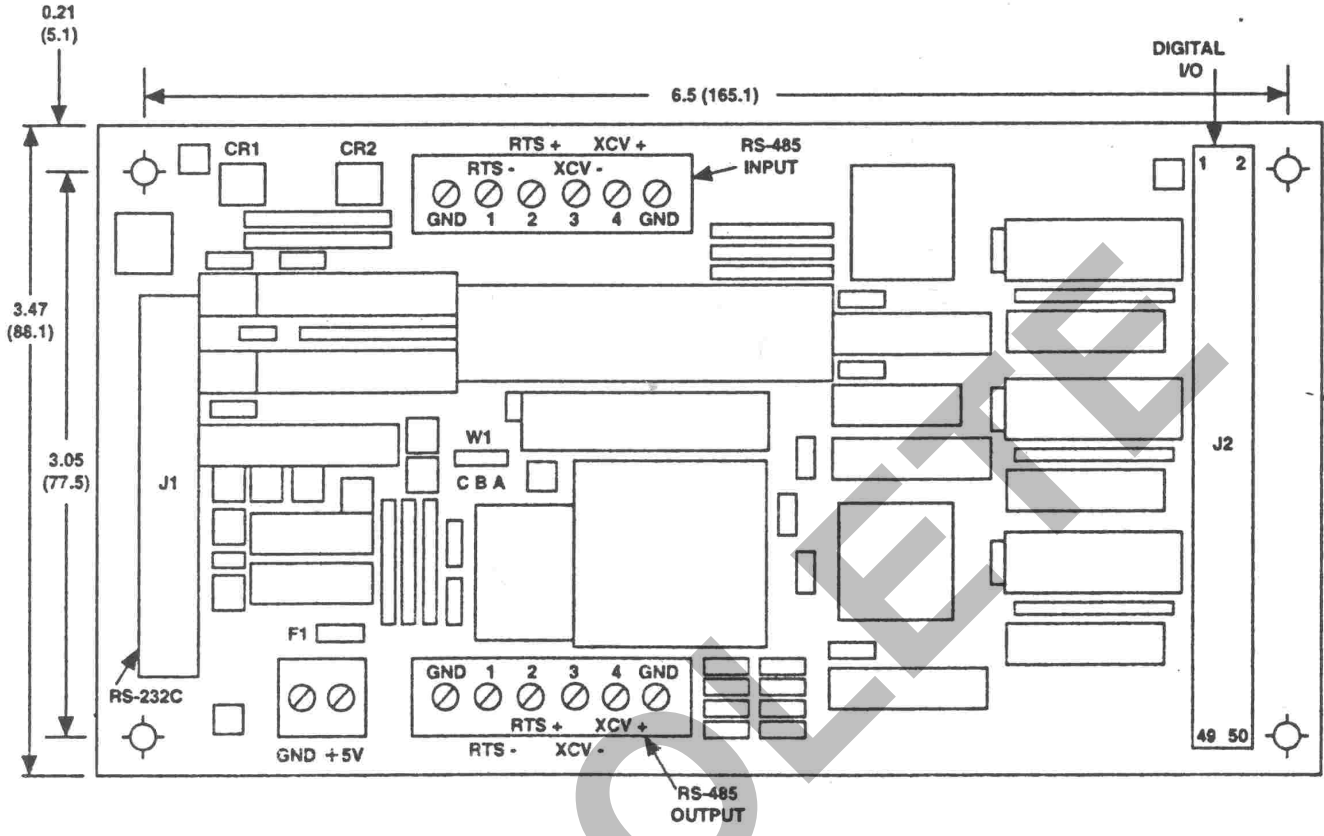 0.21
(5.1)
DIGITAL
I/O
6.5 (165.1)
CR1
CR2
RTS + XCV +
RTS - XCV -
GND 1 2 3 4 GND
RS-485
INPUT
1 2
3.47
(88.1)
3.05
(77.5)
J1
W1
C B A
J2
F1
RS-232C
GND +5V
GND 1 2 3 4 GND
RTS + XCV +
RTS - XCV -
49 50
RS-485
OUTPUT
OLETE